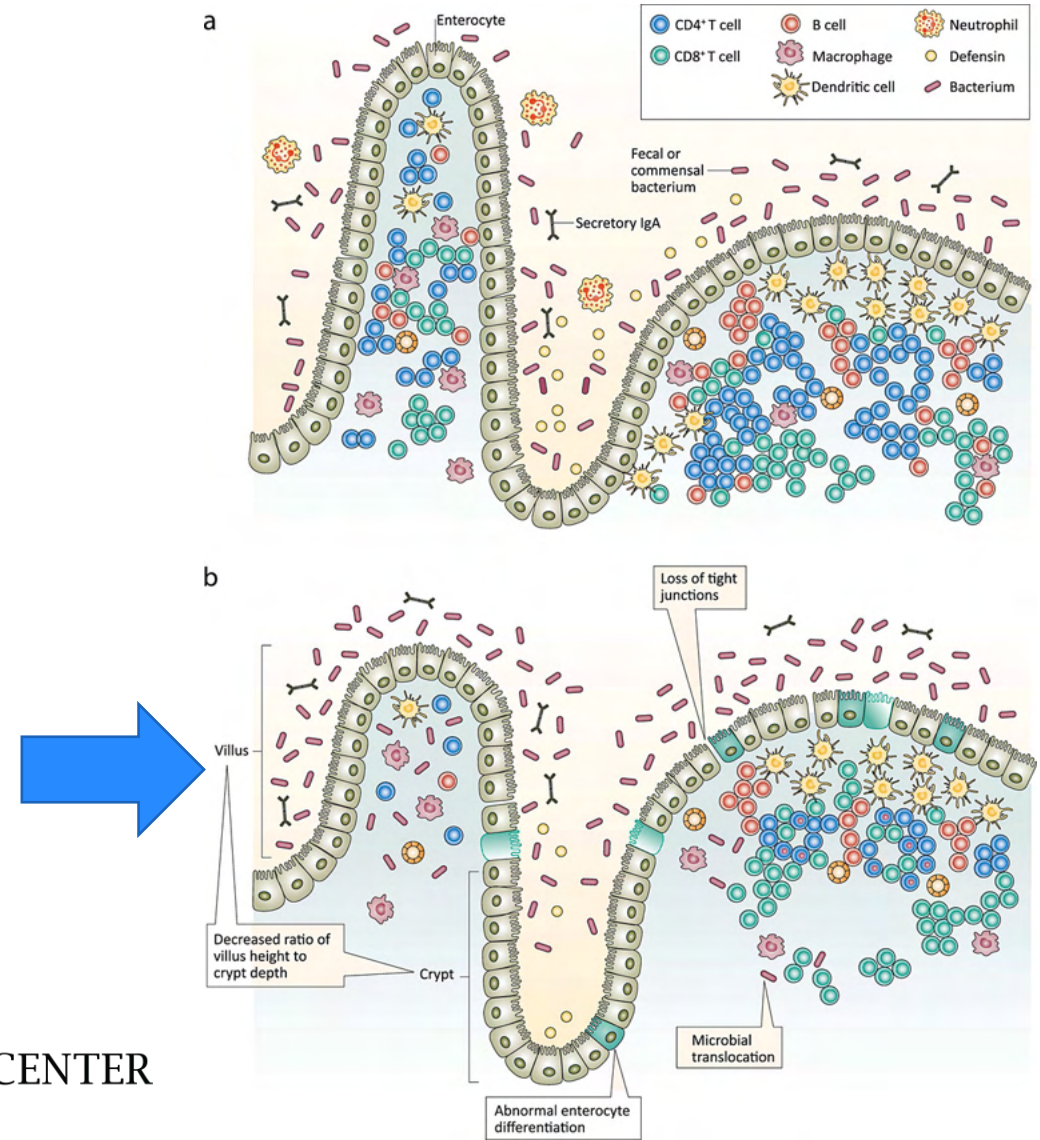 a
Enterocyte
CD4+ T cell
B cell
Neutrophil
CD8+ T cell
Macrophage
Defensin
Dendritic cell
Bacterium
Fecal or
commensal
bacterium
Secretory IgA
b
Loss of tight
junctions
Villus
Decreased ratio of
villus height to
crypt depth
Crypt
Microbial
translocation
CENTER
Abnormal enterocyte
differentiation